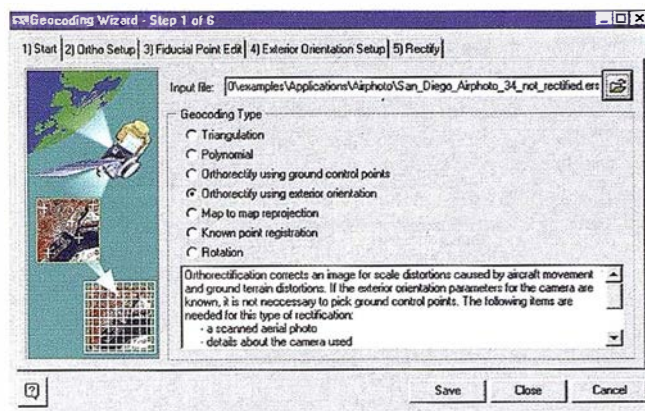 Geocoding Wizard - Step 1 of 6
1) Start 2) Ortho Setup 3) Fiducial Point Edit 4) Exterior Orientation Setup 5) Rectify
Input file: 0\examples\Applications\Airphoto\San_Diego_Airphoto_34_not_rectified.ers
Geocoding Type
Triangulation
Polynomial
Orthorectify using ground control points
Orthorectify using exterior orientation
Map to map reprojection
Known point registration
Rotation
Orthorectification corrects an image for scale distortions caused by aircraft movement
and ground terrain distortions. If the exterior orientation parameters for the camera are
known, it is not neccessary to pick ground control points. The following items are
needed for this type of rectification:
- a scanned aerial photo
- details about the camera used
Save Close Cancel